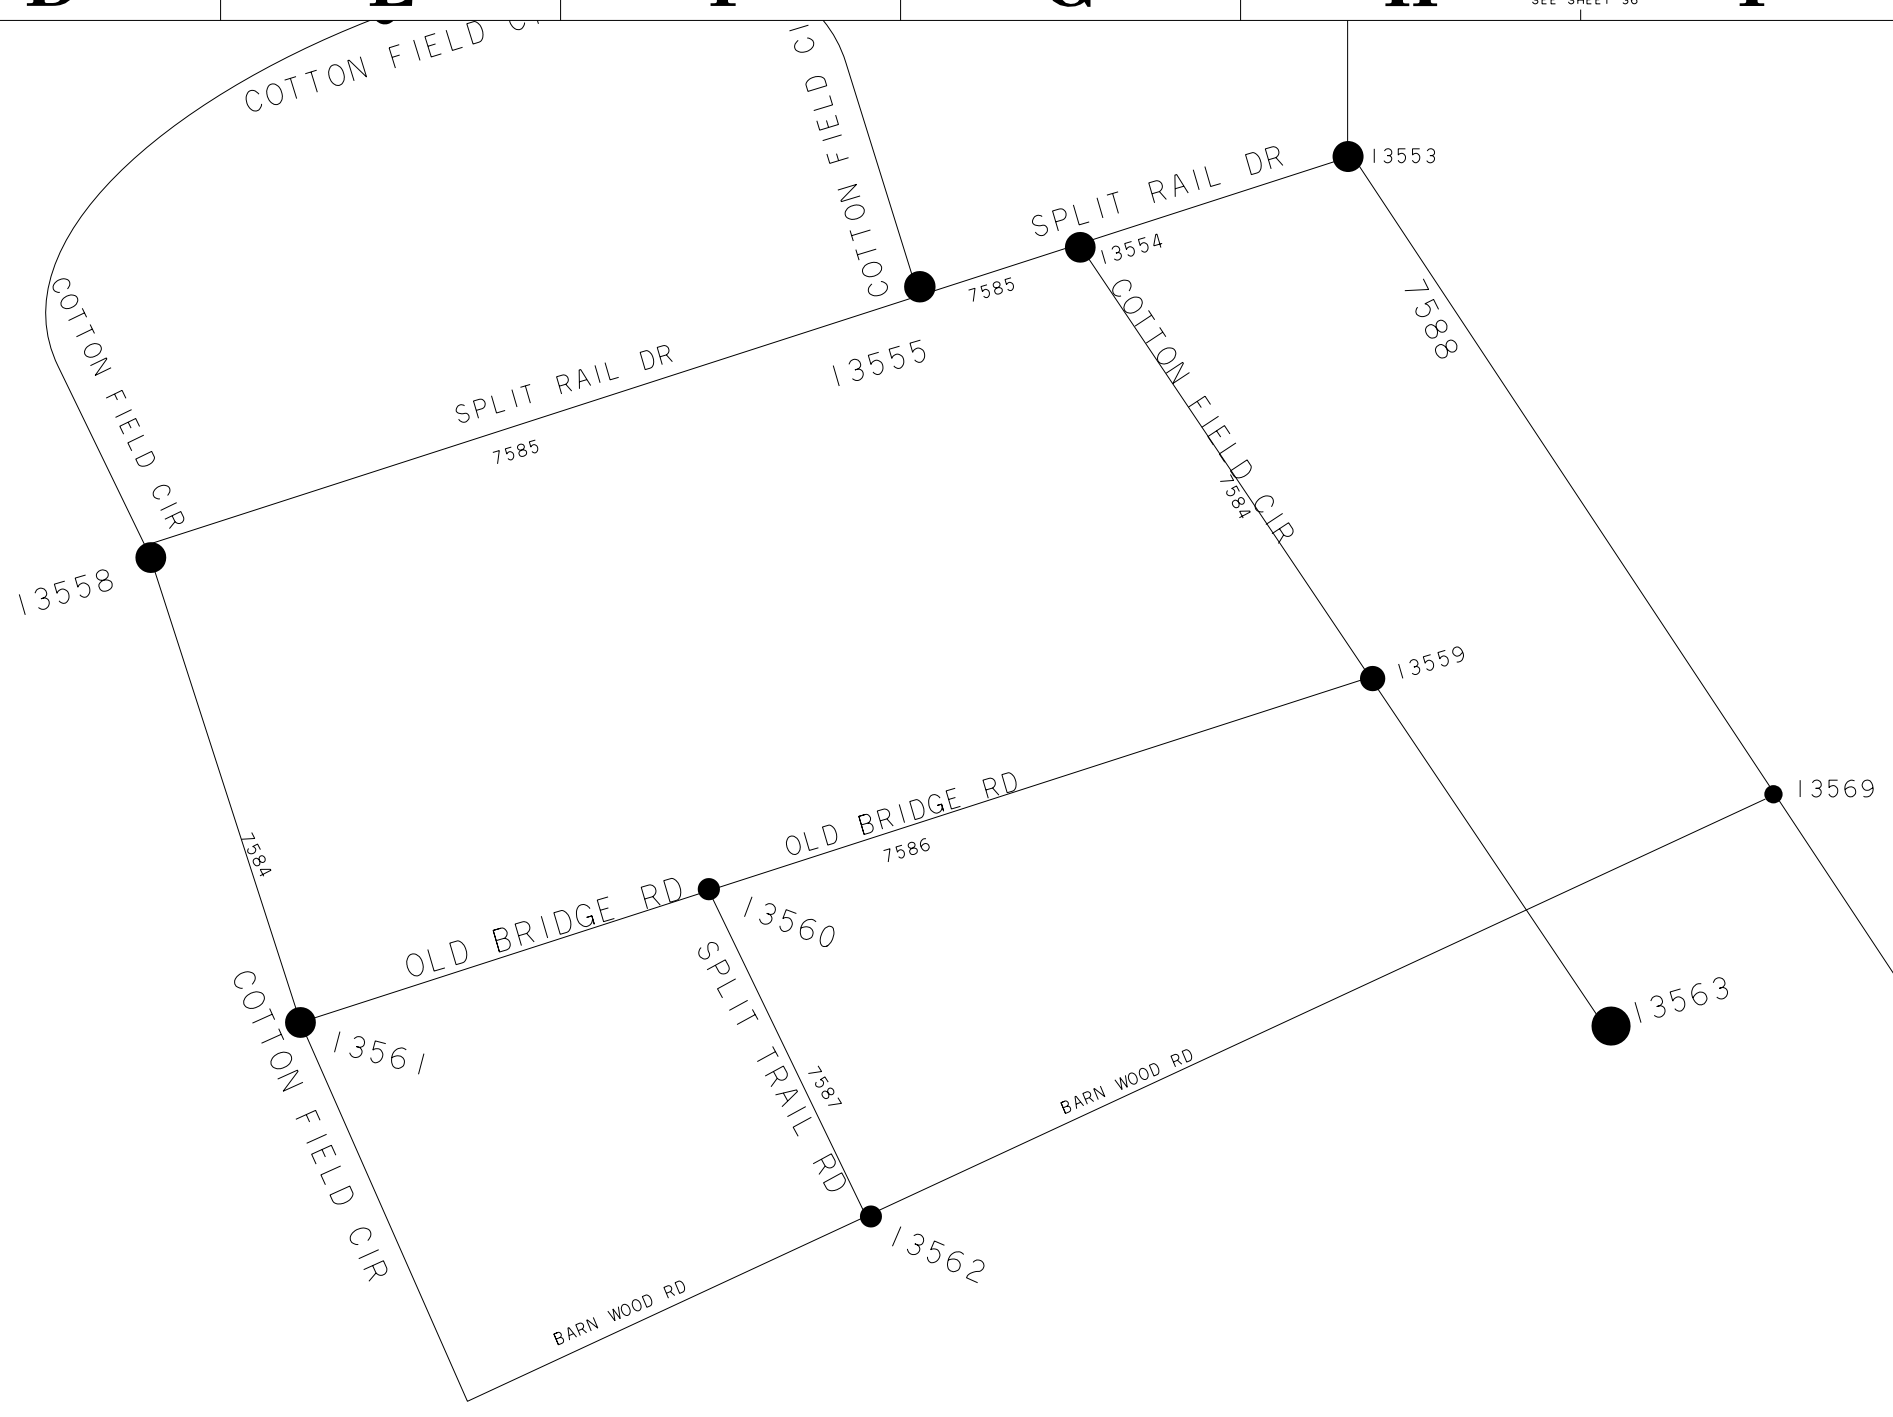 SEE SHEET 36
COTTON FIELD
COTTON FIELD
13553
SPLIT RAIL DR
13554
7585
COTTON FIELD CIR
SPLIT RAIL DR
13555
7588
COTTON FIELD CIR
7585
7584
13558
13559
OLD BRIDGE RD
7586
13569
7584
OLD BRIDGE RD
13560
13563
COTTON FIELD CIR
13561
SPLIT TRAIL RD
7587
BARN WOOD RD
13562
BARN WOOD RD